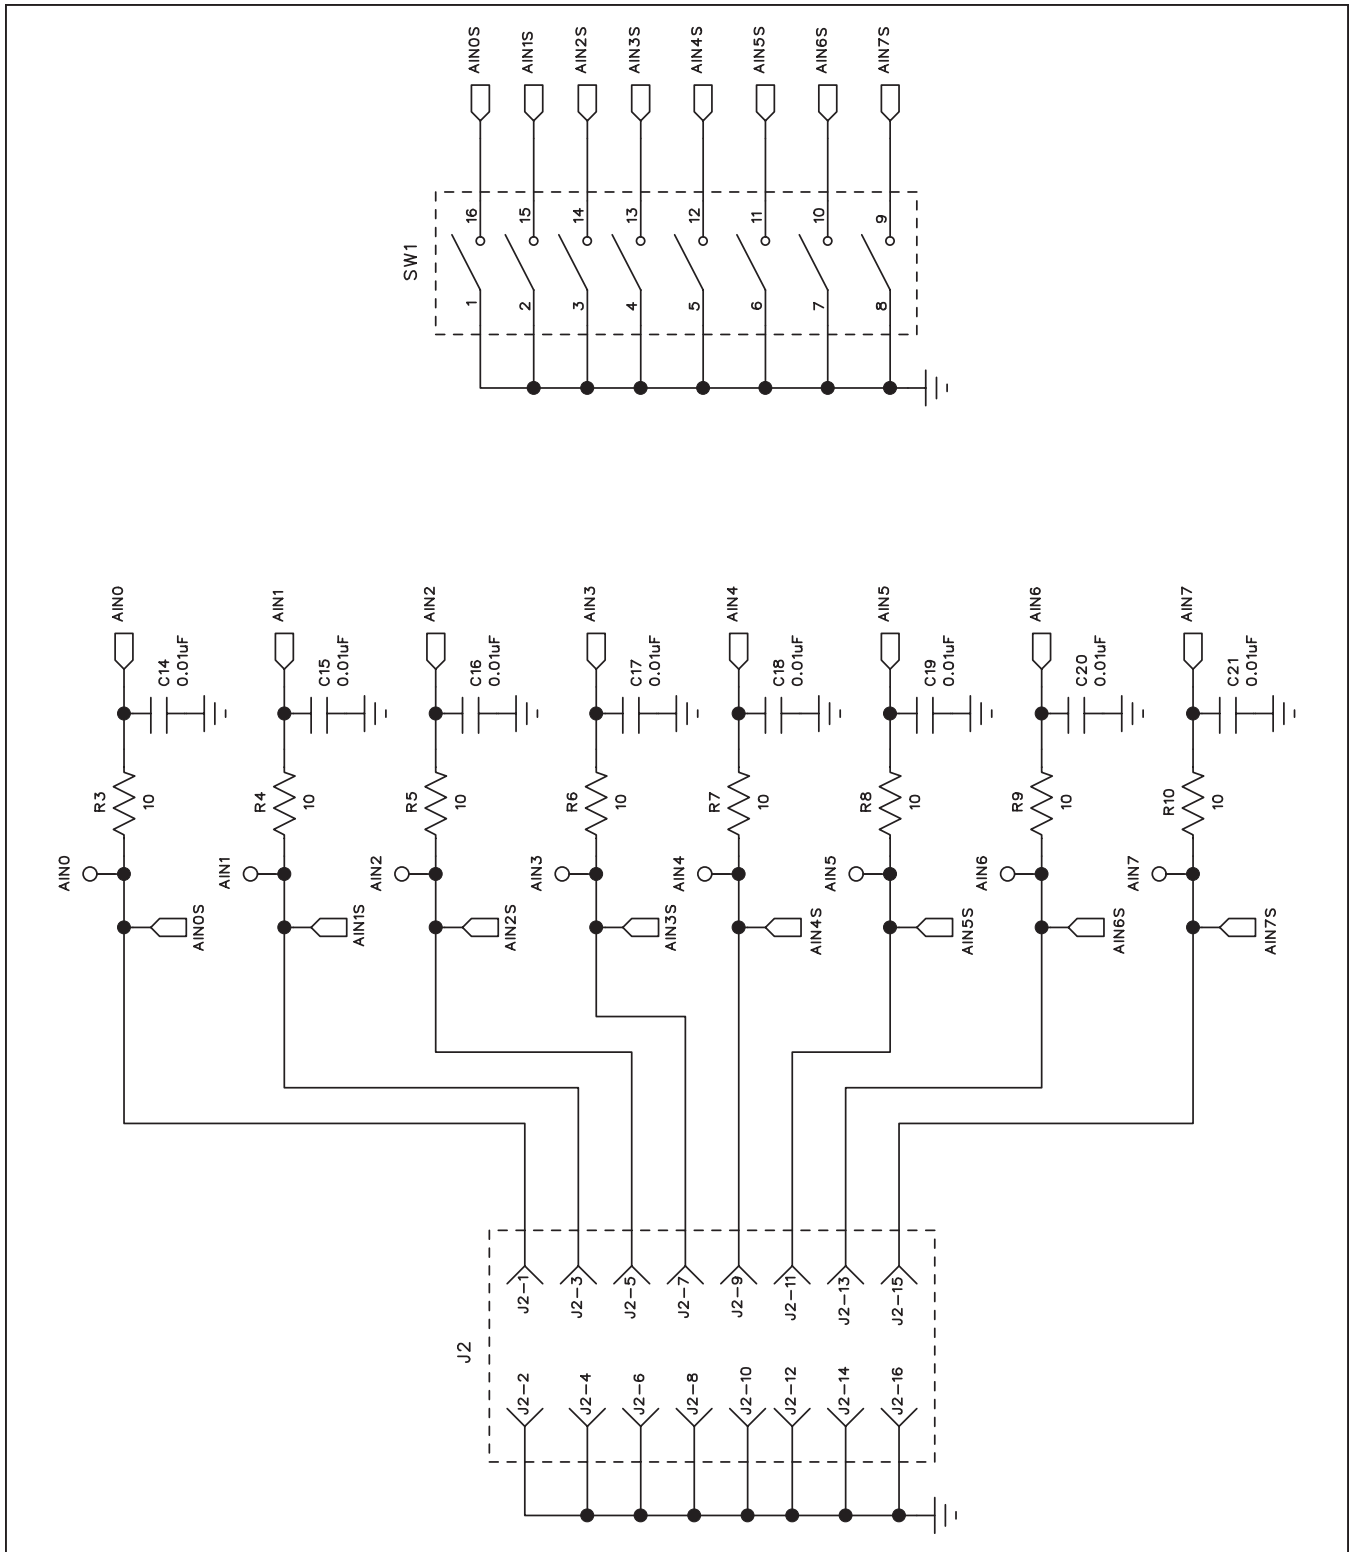 AIN0S
AIN1S
AIN2S
AIN3S
AIN4S
AIN5S
AIN6S
AIN7S
SW1
16
15
14
13
12
11
10
9
1
2
3
4
5
6
7
8
AIN0
AIN1
AIN2
AIN3
AIN4
AIN5
AIN6
AIN7
C14
0.01uF
C15
0.01uF
C16
0.01uF
C17
0.01uF
C18
0.01uF
C19
0.01uF
C20
0.01uF
C21
0.01uF
R3
10
R4
10
R5
10
R6
10
R7
10
R8
10
R9
10
R10
10
AIN0
AIN1
AIN2
AIN3
AIN4
AIN5
AIN6
AIN7
AIN0S
AIN1S
AIN2S
AIN3S
AIN4S
AIN5S
AIN6S
AIN7S
J2
J2-1
J2-3
J2-5
J2-7
J2-9
J2-11
J2-13
J2-15
J2-2
J2-4
J2-6
J2-8
J2-10
J2-12
J2-14
J2-16